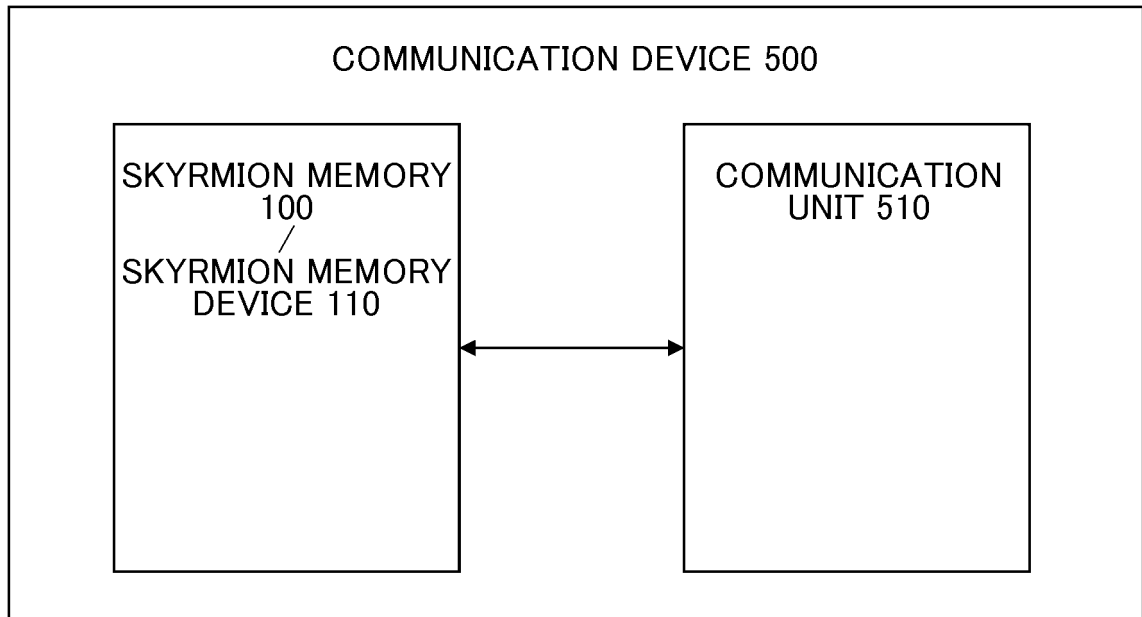 COMMUNICATION DEVICE 500
SKYRMION MEMORY
100
SKYRMION MEMORY
DEVICE 110
COMMUNICATION
UNIT 510